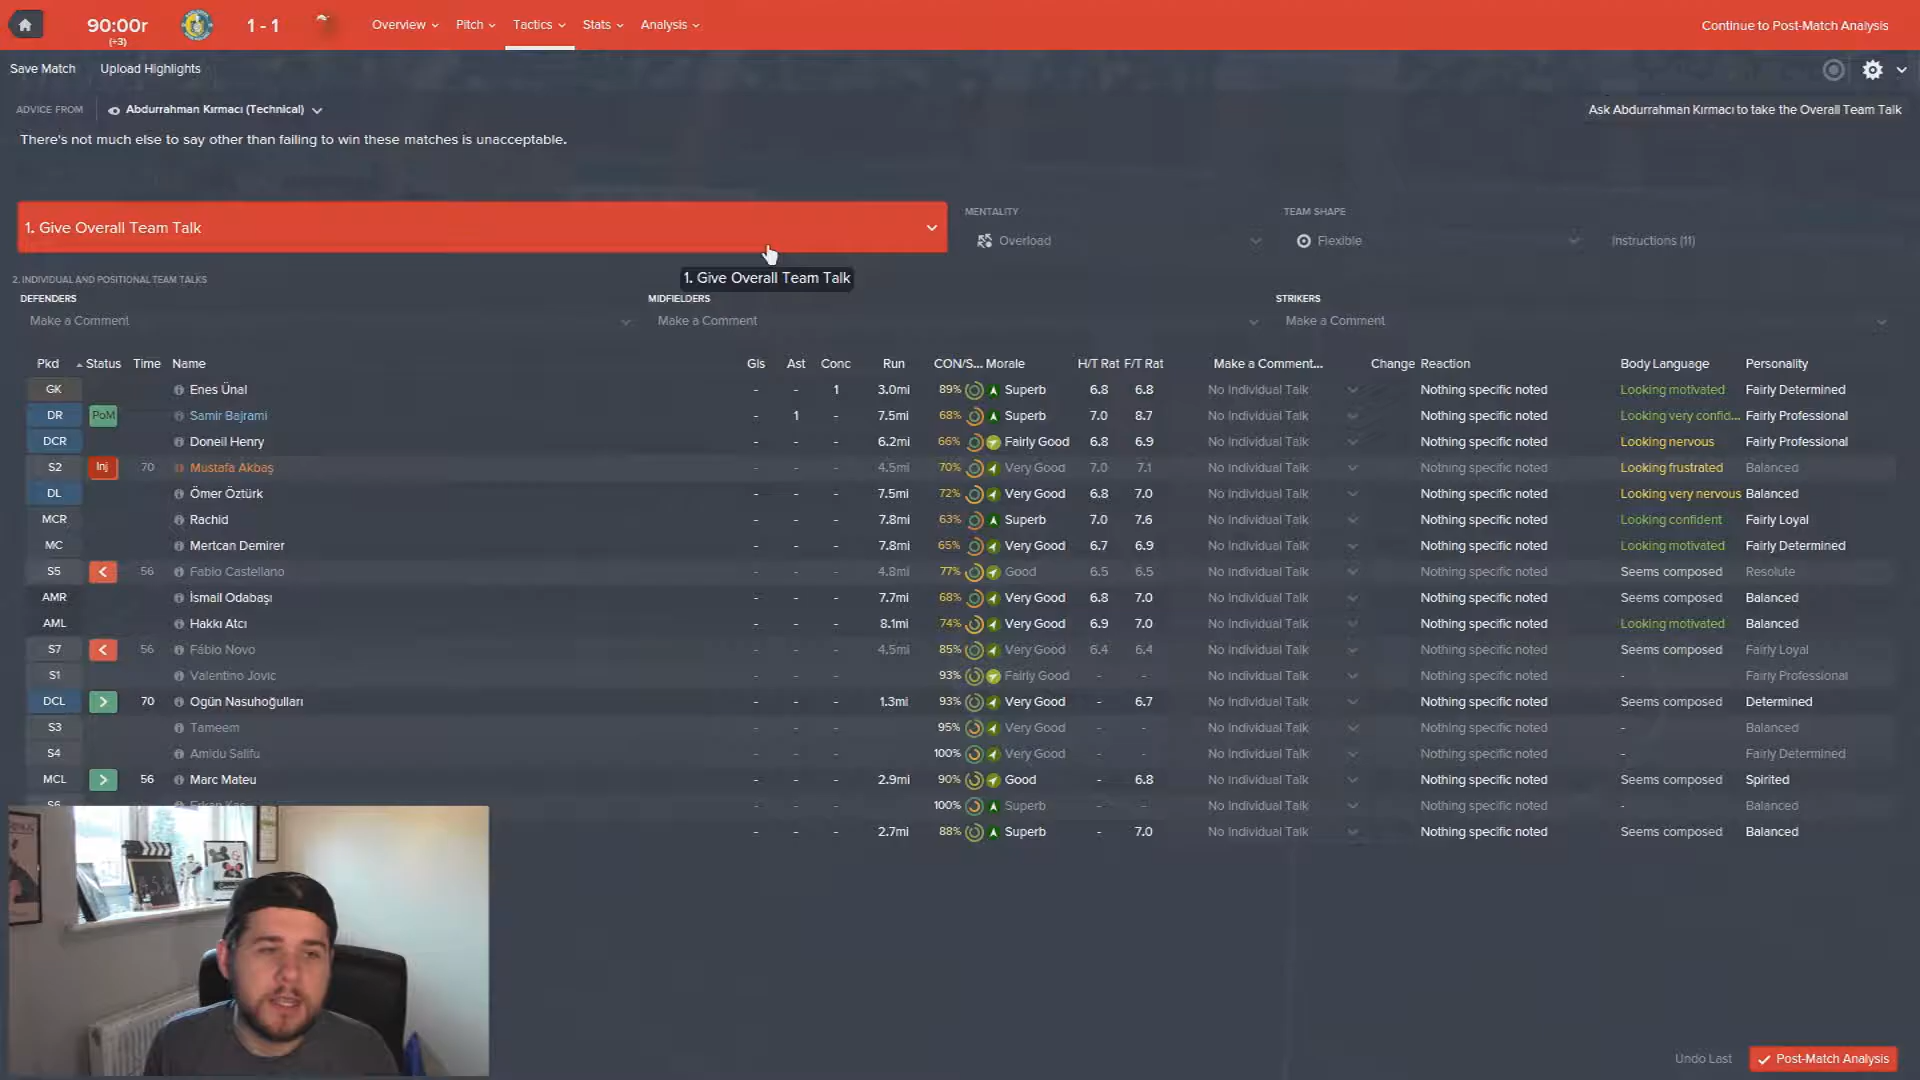 90:00r
(+3)
1 - 1
Overview
Pitch
Tactics
Stats
Analysis
Continue to Post-Match Analysis
Save Match
Upload Highlights
ADVICE FROM
Abdurrahman Kırmacı (Technical)
Ask Abdurrahman Kırmacı to take the Overall Team Talk
There's not much else to say other than failing to win these matches is unacceptable.
1. Give Overall Team Talk
MENTALITY
Overload
TEAM SHAPE
Flexible
Instructions (11)
1. Give Overall Team Talk
2. INDIVIDUAL AND POSITIONAL TEAM TALKS
DEFENDERS
MIDFIELDERS
STRIKERS
Make a Comment
Make a Comment
Make a Comment
Pkd Status Time Name Gls Ast Conc Run CON/S... Morale H/T Rat F/T Rat Make a Comment... Change Reaction Body Language Personality
GK Enes Ünal - - 1 3.0mi 89% Superb 6.8 6.8 No Individual Talk Nothing specific noted Looking motivated Fairly Determined
DR PoM Samir Bajrami - 1 - 7.5mi 68% Superb 7.0 8.7 No Individual Talk Nothing specific noted Looking very confid... Fairly Professional
DCR Doneil Henry - - - 6.2mi 66% Fairly Good 6.8 6.9 No Individual Talk Nothing specific noted Looking nervous Fairly Professional
S2 Inj 70 Mustafa Akbaş - - - 4.5mi 70% Very Good 7.0 7.1 No Individual Talk Nothing specific noted Looking frustrated Balanced
DL Ömer Öztürk - - - 7.5mi 72% Very Good 6.8 7.0 No Individual Talk Nothing specific noted Looking very nervous Balanced
MCR Rachid - - - 7.8mi 63% Superb 7.0 7.6 No Individual Talk Nothing specific noted Looking confident Fairly Loyal
MC Mertcan Demirer - - - 7.8mi 65% Very Good 6.7 6.9 No Individual Talk Nothing specific noted Looking motivated Fairly Determined
S5 56 Fabio Castellano - - - 4.8mi 77% Good 6.5 6.5 No Individual Talk Nothing specific noted Seems composed Resolute
AMR İsmail Odabaşı - - - 7.7mi 68% Very Good 6.8 7.0 No Individual Talk Nothing specific noted Seems composed Balanced
AML Hakkı Atcı - - - 8.1mi 74% Very Good 6.9 7.0 No Individual Talk Nothing specific noted Looking motivated Balanced
S7 56 Fábio Novo - - - 4.5mi 85% Very Good 6.4 6.4 No Individual Talk Nothing specific noted Seems composed Fairly Loyal
S1 Valentino Jovic - - - 93% Fairly Good - - No Individual Talk Nothing specific noted - Fairly Professional
DCL 70 Ogün Nasuhoğulları - - - 1.3mi 93% Very Good - 6.7 No Individual Talk Nothing specific noted Seems composed Determined
S3 Tameem - - - 95% Very Good - - No Individual Talk Nothing specific noted - Balanced
S4 Amidu Salifu - - - 100% Very Good - - No Individual Talk Nothing specific noted - Fairly Determined
MCL 56 Marc Mateu - - - 2.9mi 90% Good - 6.8 No Individual Talk Nothing specific noted Seems composed Spirited
S6 Erkan Kaş - - - 100% Superb - - No Individual Talk Nothing specific noted - Balanced
- - - 2.7mi 88% Superb - 7.0 No Individual Talk Nothing specific noted Seems composed Balanced
Undo Last
Post-Match Analysis